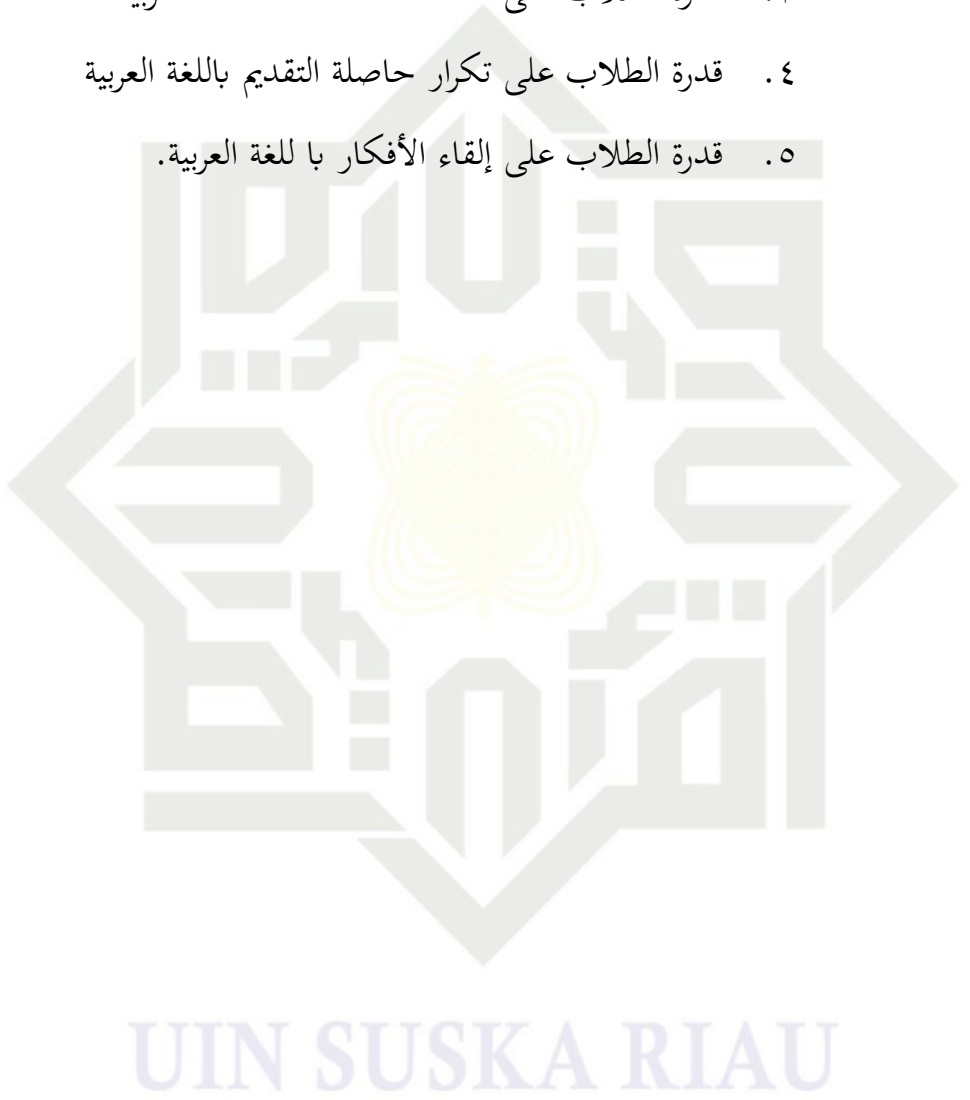 ٤. قدرة الطلاب على تكرار حاصلة التقديم باللغة العربية
٥. قدرة الطلاب على إلقاء الأفكار با للغة العربية.
UIN SUSKA RIAU